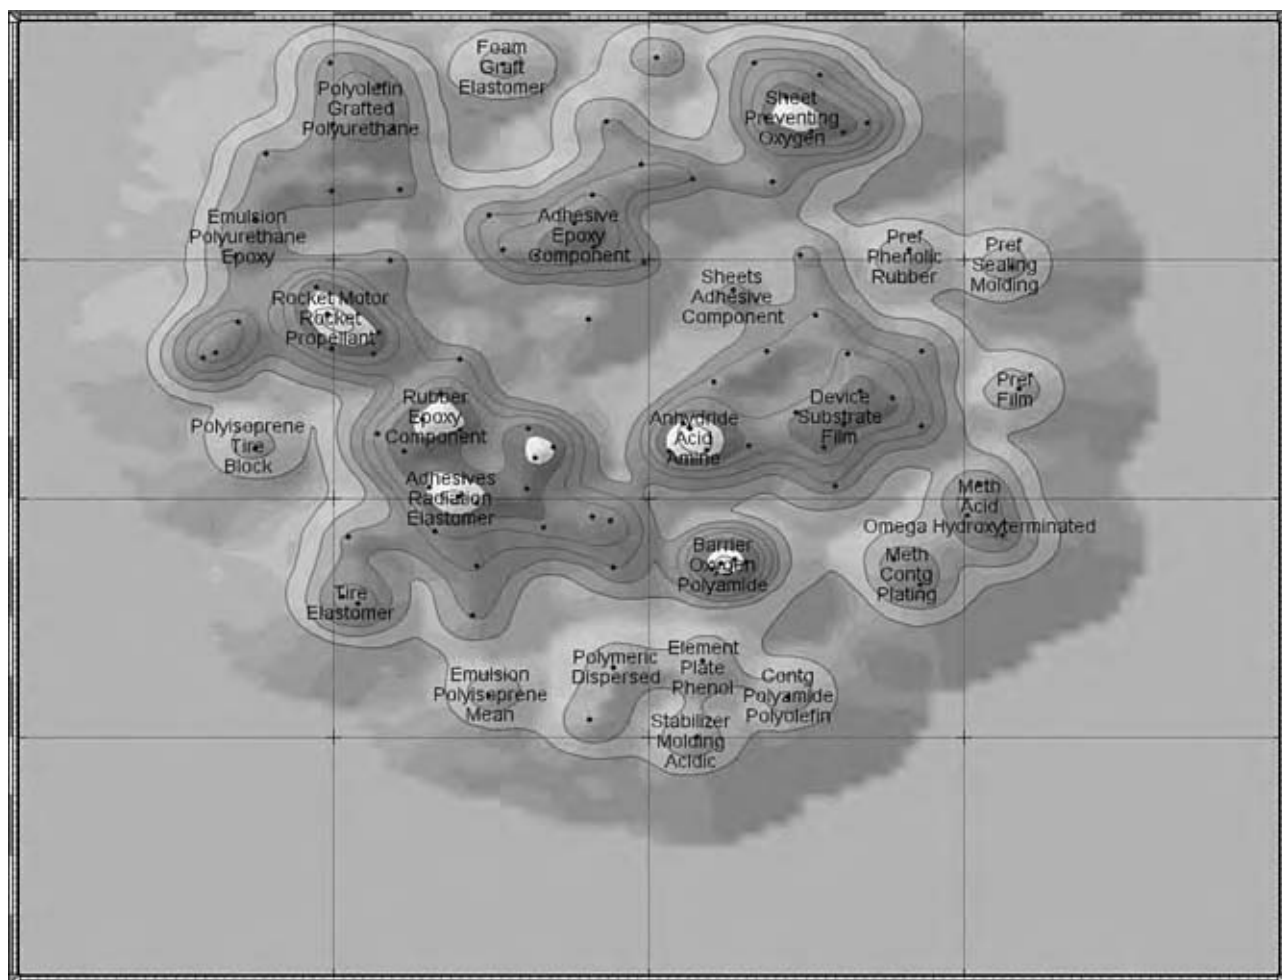 Foam
Graft
Elastomer
Polyolefin
Grafted
Polyurethane
Sheet
Preventing
Oxygen
Emulsion
Polyurethane
Epoxy
Adhesive
Epoxy
Component
Pref
Phenolic
Rubber
Pref
Sealing
Molding
Sheets
Adhesive
Component
Rocket Motor
Rocket
Propellant
Pref
Film
Rubber
Epoxy
Component
Device
Substrate
Film
Anhydride
Acid
Amine
Polyisoprene
Tire
Block
Adhesives
Radiation
Elastomer
Meth
Acid
Omega Hydroxyterminated
Barrier
Oxygen
Polyamide
Meth
Contg
Plating
Tire
Elastomer
Polymeric
Dispersed
Element
Plate
Phenol
Emulsion
Polyisoprene
Mean
Contg
Polyamide
Polyolefin
Stabilizer
Molding
Acidic